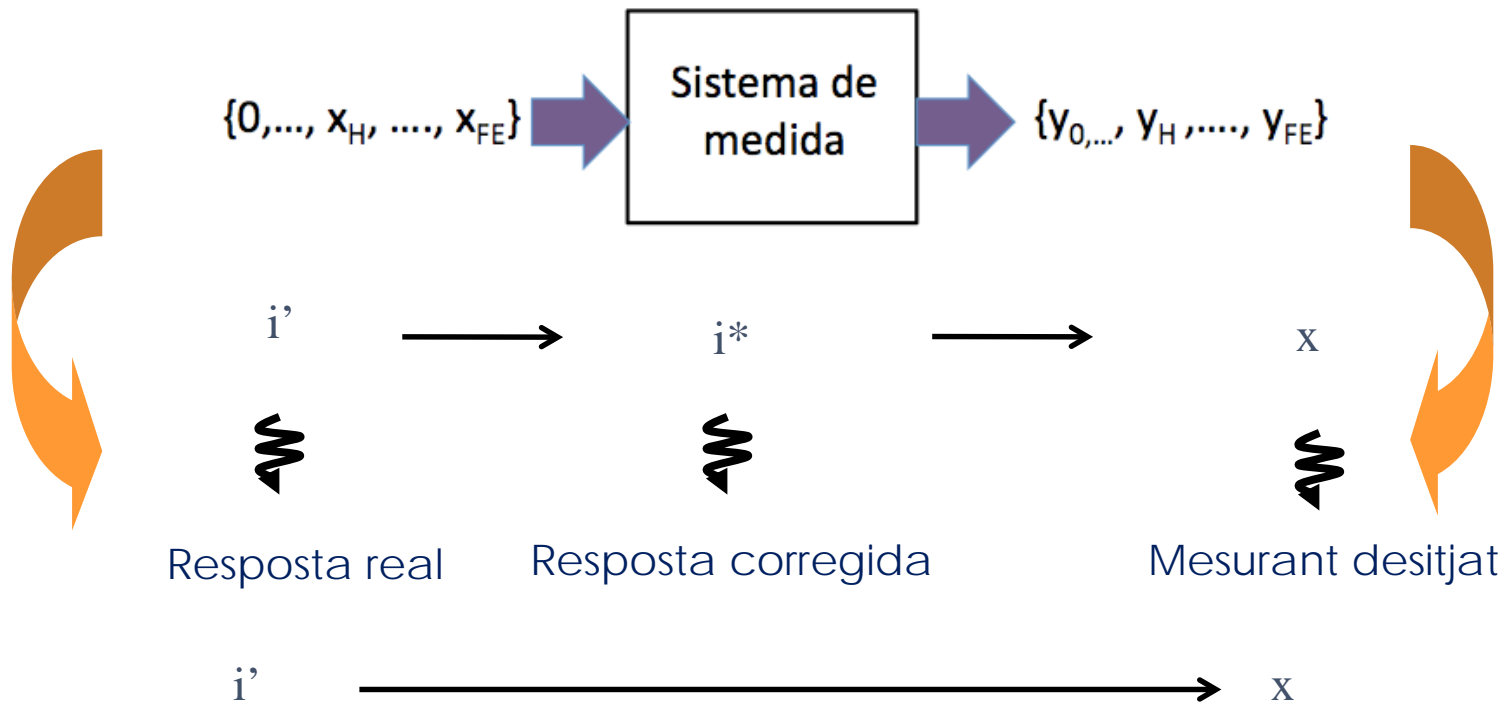 Sistema de
medida
{0,..., x_H, ...., x_FE}
{y_0,..., y_H ,...., y_FE}
i’ i* x
Resposta real
Resposta corregida
Mesurant desitjat
i’ x